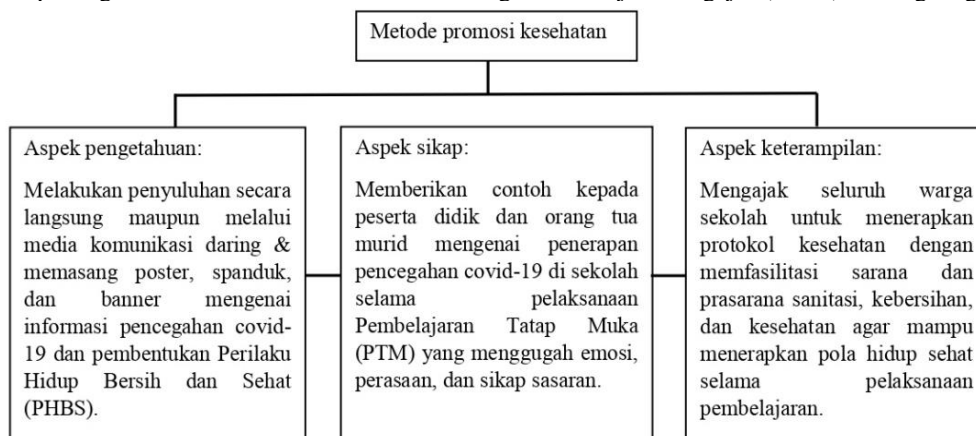 Metode promosi kesehatan
Aspek pengetahuan:
Melakukan penyuluhan secara
langsung maupun melalui
media komunikasi daring &
memasang poster, spanduk,
dan banner mengenai
informasi pencegahan covid-
19 dan pembentukan Perilaku
Hidup Bersih dan Sehat
(PHBS).
Aspek sikap:
Memberikan contoh kepada
peserta didik dan orang tua
murid mengenai penerapan
pencegahan covid-19 di sekolah
selama pelaksanaan
Pembelajaran Tatap Muka
(PTM) yang menggugah emosi,
perasaan, dan sikap sasaran.
Aspek keterampilan:
Mengajak seluruh warga
sekolah untuk menerapkan
protokol kesehatan dengan
memfasilitasi sarana dan
prasarana sanitasi, kebersihan,
dan kesehatan agar mampu
menerapkan pola hidup sehat
selama pelaksanaan
pembelajaran.